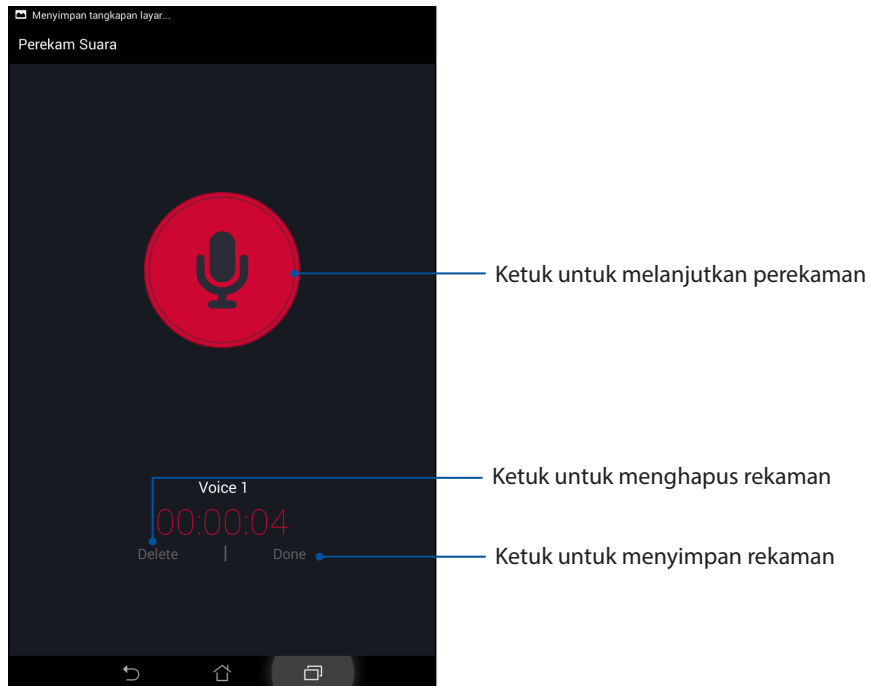 Menyimpan tangkapan layar...
Perekam Suara
Ketuk untuk melanjutkan perekaman
Ketuk untuk menghapus rekaman
Voice 1
00:00:04
Delete | Done
Ketuk untuk menyimpan rekaman